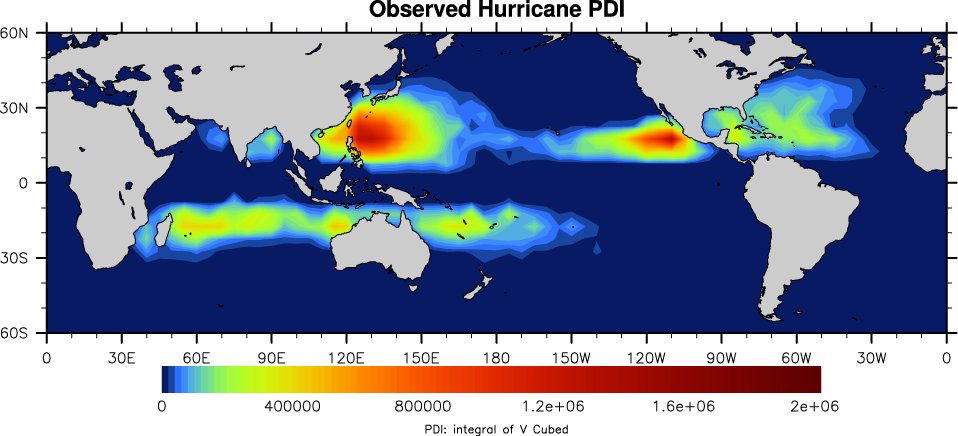 Observed Hurricane PDI
60N
30N
0
30S
60S
0 30E 60E 90E 120E 150E 180 150W 120W 90W 60W 30W 0
0 400000 800000 1.2e+06 1.6e+06 2e+06
PDI: integral of V Cubed